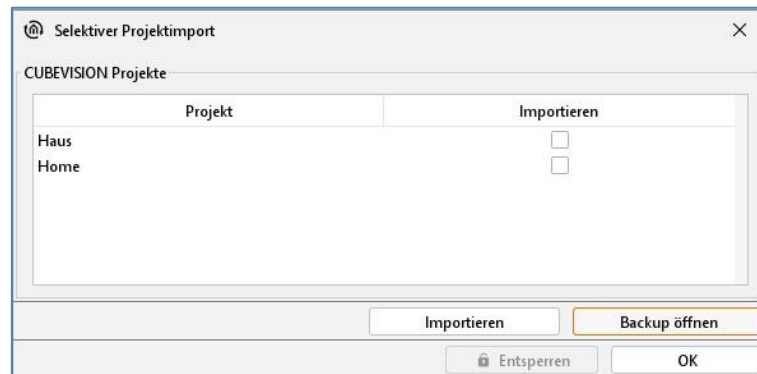 Selektiver Projektimport
CUBEVISION Projekte
Projekt Importieren
Haus
Home
Importieren Backup öffnen
Entsperren OK